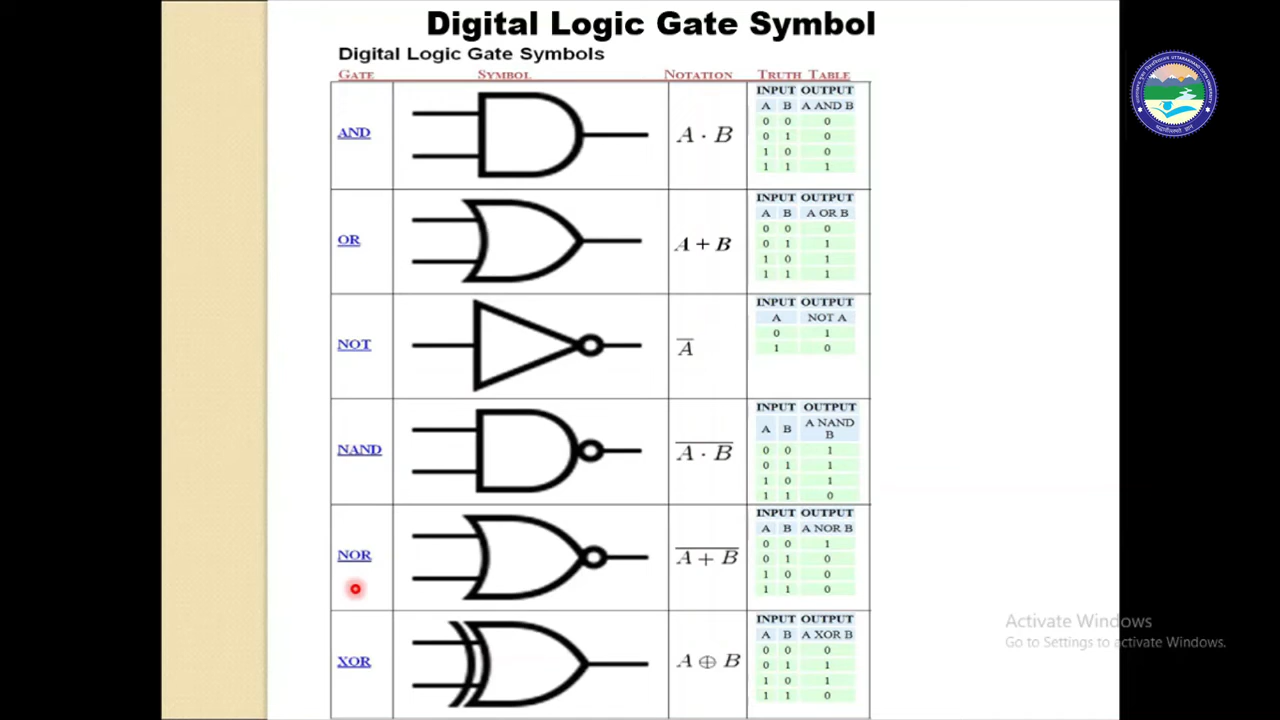 Digital Logic Gate Symbol
Digital Logic Gate Symbols
GATE SYMBOL NOTATION TRUTH TABLE
AND
A · B
INPUT OUTPUT
A B A AND B
0 0 0
0 1 0
1 0 0
1 1 1
OR
A + B
INPUT OUTPUT
A B A OR B
0 0 0
0 1 1
1 0 1
1 1 1
NOT
A̅
INPUT OUTPUT
A NOT A
0 1
1 0
NAND
A̅ ·̅ B̅
INPUT OUTPUT
A B A NAND
B
0 0 1
0 1 1
1 0 1
1 1 0
NOR
A̅ +̅ B̅
INPUT OUTPUT
A B A NOR B
0 0 1
0 1 0
1 0 0
1 1 0
XOR
A ⊕ B
INPUT OUTPUT
A B A XOR B
0 0 0
0 1 1
1 0 1
1 1 0
Activate Windows
Go to Settings to activate Windows.